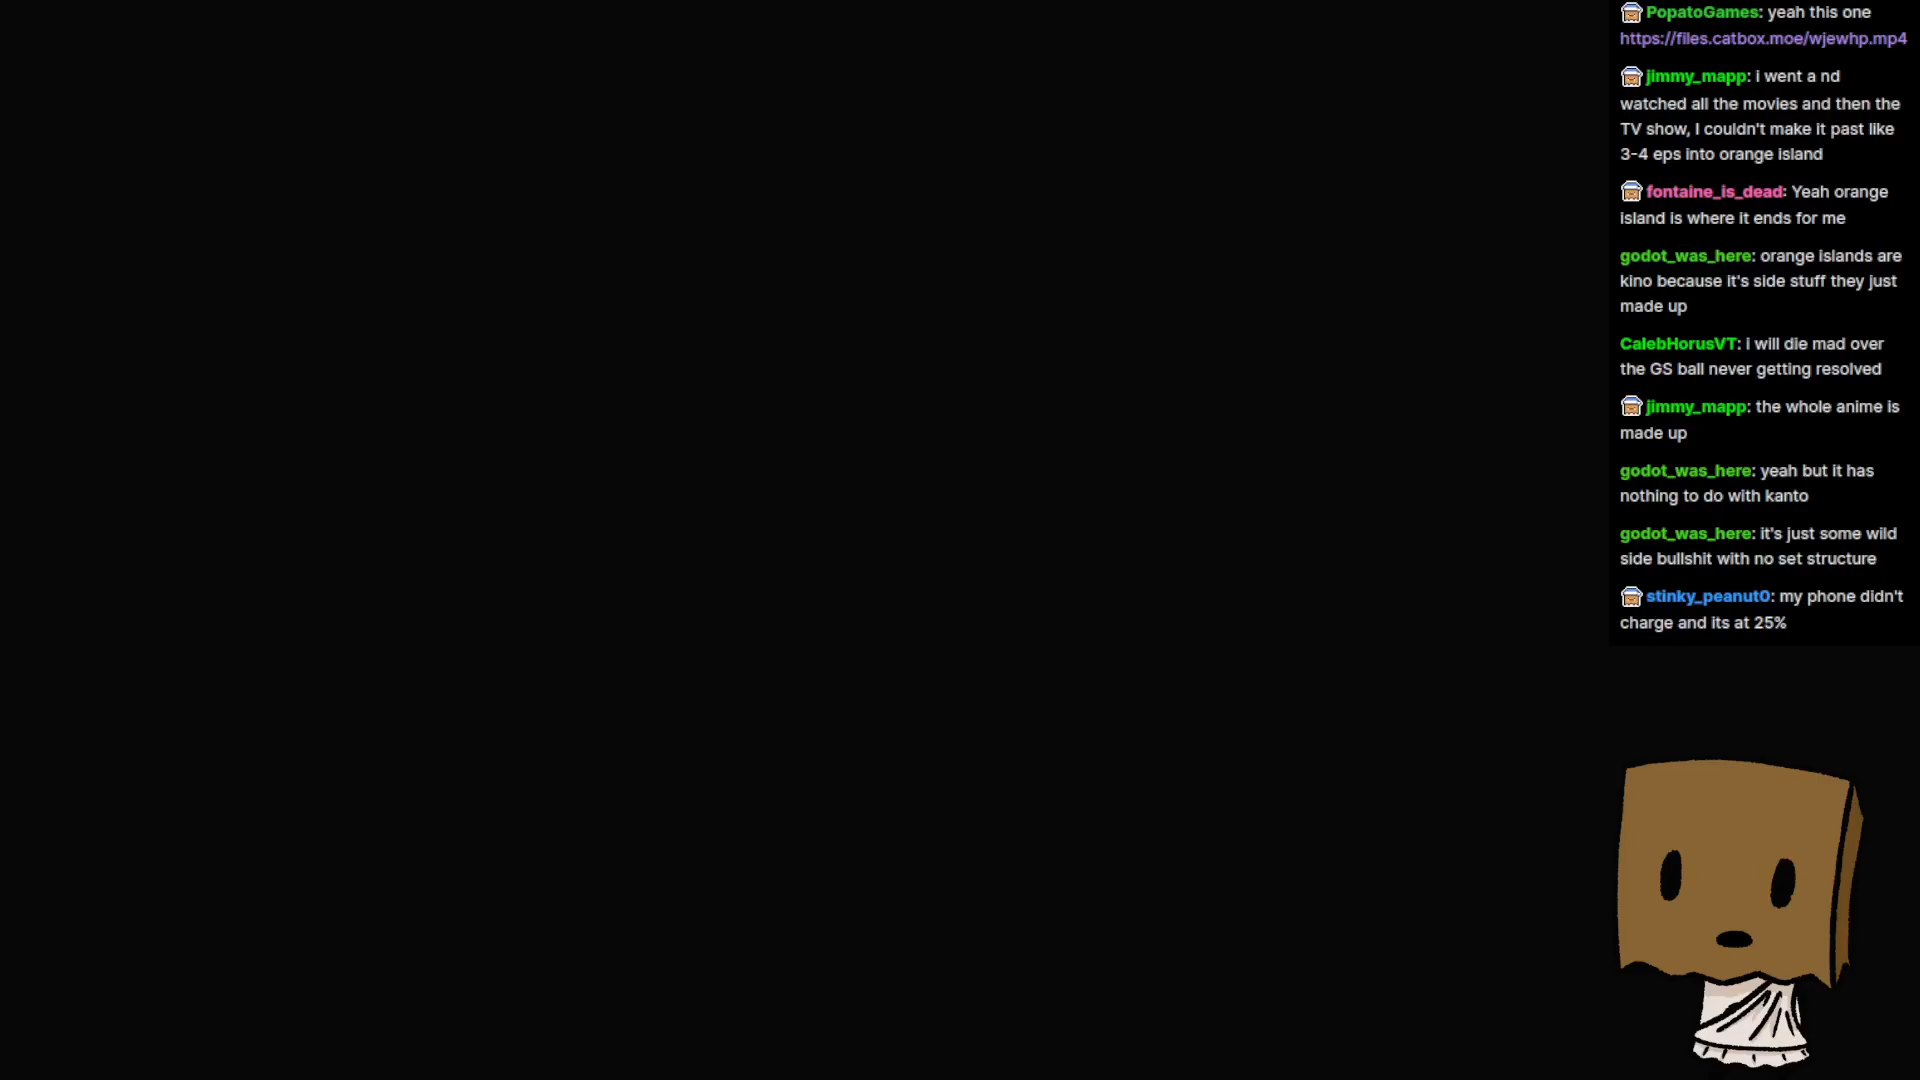 PopatoGames: yeah this one
https://files.catbox.moe/wjewhp.mp4
jimmy_mapp: i went a nd
watched all the movies and then the
TV show, I couldn't make it past like
3-4 eps into orange island
fontaine_is_dead: Yeah orange
island is where it ends for me
godot_was_here: orange islands are
kino because it's side stuff they just
made up
CalebHorusVT: i will die mad over
the GS ball never getting resolved
jimmy_mapp: the whole anime is
made up
godot_was_here: yeah but it has
nothing to do with kanto
godot_was_here: it's just some wild
side bullshit with no set structure
stinky_peanut0: my phone didn't
charge and its at 25%